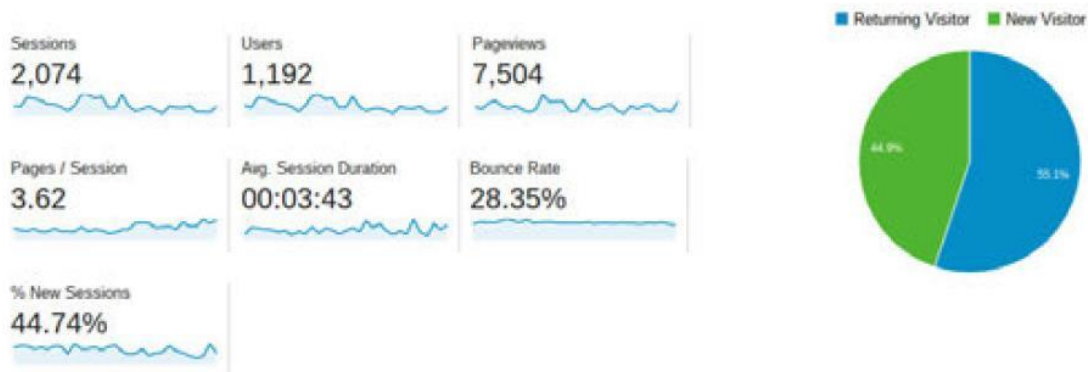 Returning Visitor New Visitor
Sessions
2,074
Users
1,192
Pageviews
7,504
44.9%
55.1%
Pages / Session
3.62
Avg. Session Duration
00:03:43
Bounce Rate
28.35%
% New Sessions
44.74%